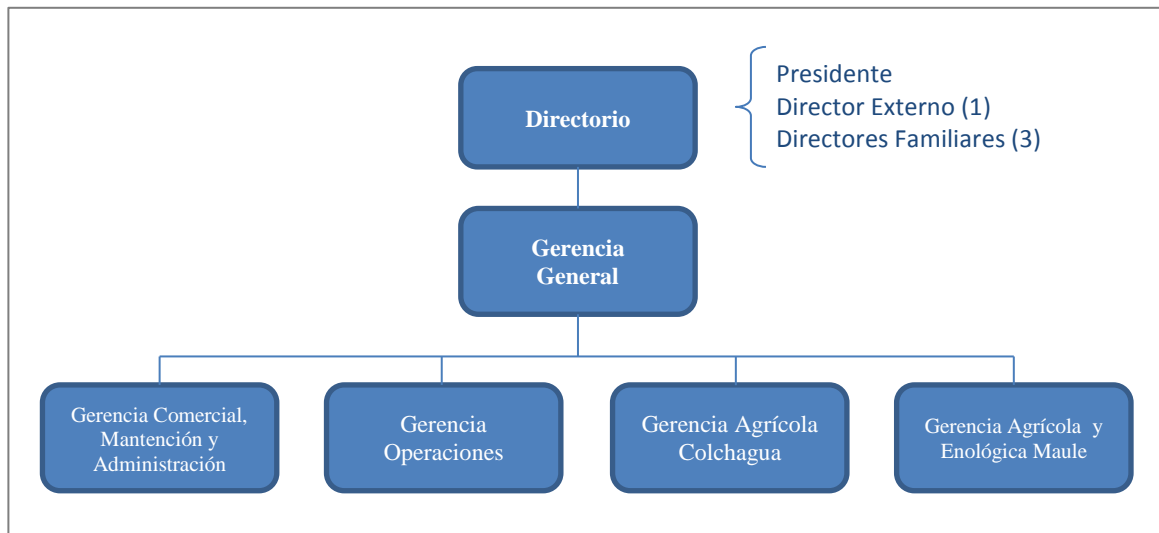 Directorio
Presidente
Director Externo (1)
Directores Familiares (3)
Gerencia
General
Gerencia Comercial,
Mantención y
Administración
Gerencia
Operaciones
Gerencia Agrícola
Colchagua
Gerencia Agrícola y
Enológica Maule